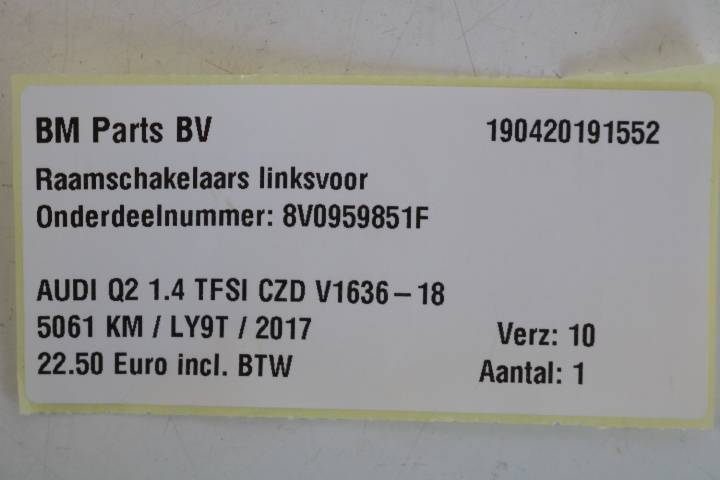 BM Parts BV 190420191552
Raamschakelaars linksvoor
Onderdeelnummer: 8V0959851F
AUDI Q2 1.4 TFSI CZD V1636-18
5061 KM / LY9T / 2017 Verz: 10
22.50 Euro incl. BTW Aantal: 1